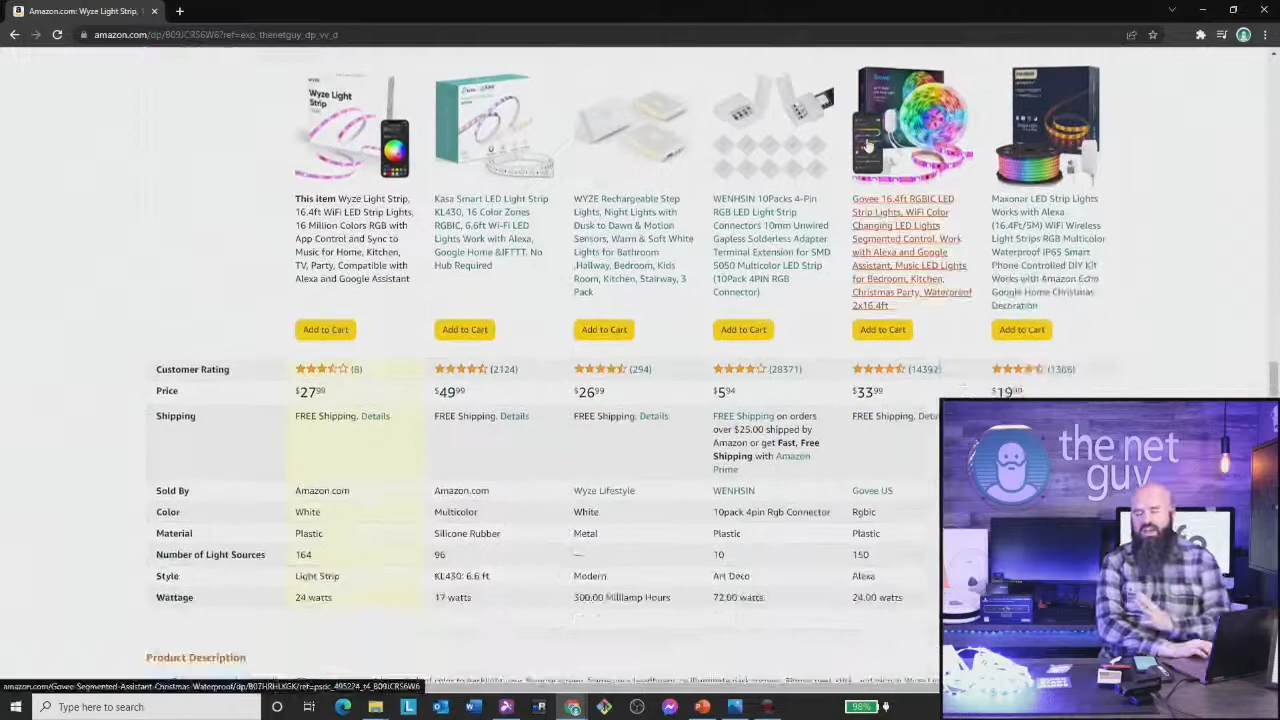 Amazon.com: Wyze Light Strip, 1
amazon.com/dp/B09JCRS6W6?ref=exp_thenetguy_dp_vv_d
WYZE
Wyze Light
Strip
kasa
Govee
This item Wyze Light Strip,
16.4ft WiFi LED Strip Lights,
16 Million Colors RGB with
App Control and Sync to
Music for Home, Kitchen,
TV, Party, Compatible with
Alexa and Google Assistant
Kasa Smart LED Light Strip
KL430, 16 Color Zones
RGBIC, 6.6ft Wi-Fi LED
Lights Work with Alexa,
Google Home &IFTTT. No
Hub Required
WYZE Rechargeable Step
Lights, Night Lights with
Dusk to Dawn & Motion
Sensors, Warm & Soft White
Lights for Bathroom
,Hallway, Bedroom, Kids
Room, Kitchen, Stairway, 3
Pack
WENHSIN 10Packs 4-Pin
RGB LED Light Strip
Connectors 10mm Unwired
Gapless Solderless Adapter
Terminal Extension for SMD
5050 Multicolor LED Strip
(10Pack 4PIN RGB
Connector)
Govee 16.4ft RGBIC LED
Strip Lights, WiFi Color
Changing LED Lights
Segmented Control, Work
with Alexa and Google
Assistant, Music LED Lights
for Bedroom, Kitchen,
Christmas Party, Waterproof
2x16.4ft
Maxonar LED Strip Lights
Works with Alexa
(16.4Ft/5M) WiFi Wireless
Light Strips RGB Multicolor
Waterproof IP65 Smart
Phone Controlled DIY Kit
Works with Amazon Echo
Google Home Christmas
Decoration
Add to Cart Add to Cart Add to Cart Add to Cart Add to Cart Add to Cart
Customer Rating (8) (2124) (294) (28371) (14392) (1366)
Price $27.99 $49.99 $26.99 $5.94 $33.99 $19.99
Shipping FREE Shipping. Details FREE Shipping. Details FREE Shipping. Details FREE Shipping on orders FREE Shipping. Deta
over $25.00 shipped by
Amazon or get Fast, Free
Shipping with Amazon
Prime
Sold By Amazon.com Amazon.com Wyze Lifestyle WENHSIN Govee US
Color White Multicolor White 10pack 4pin Rgb Connector Rgbic
Material Plastic Silicone Rubber Metal Plastic Plastic
Number of Light Sources 164 96 — 10 150
Style Light Strip KL430: 6.6 ft Modern Art Deco Alexa
Wattage 24 watts 17 watts 300.00 Milliamp Hours 72.00 watts 24.00 watts
Product Description
the net
guy
Type here to search
98%